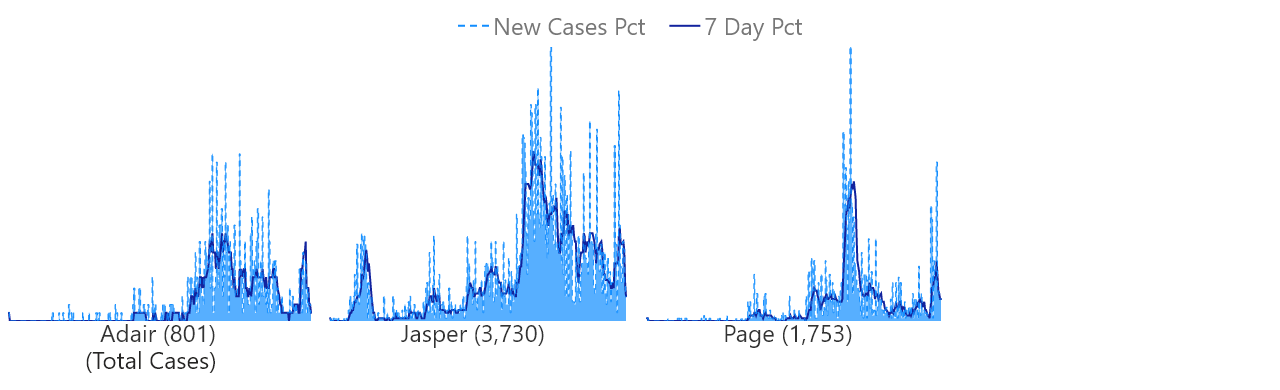 New Cases Pct 7 Day Pct
Adair (801) Jasper (3,730) Page (1,753)
(Total Cases)